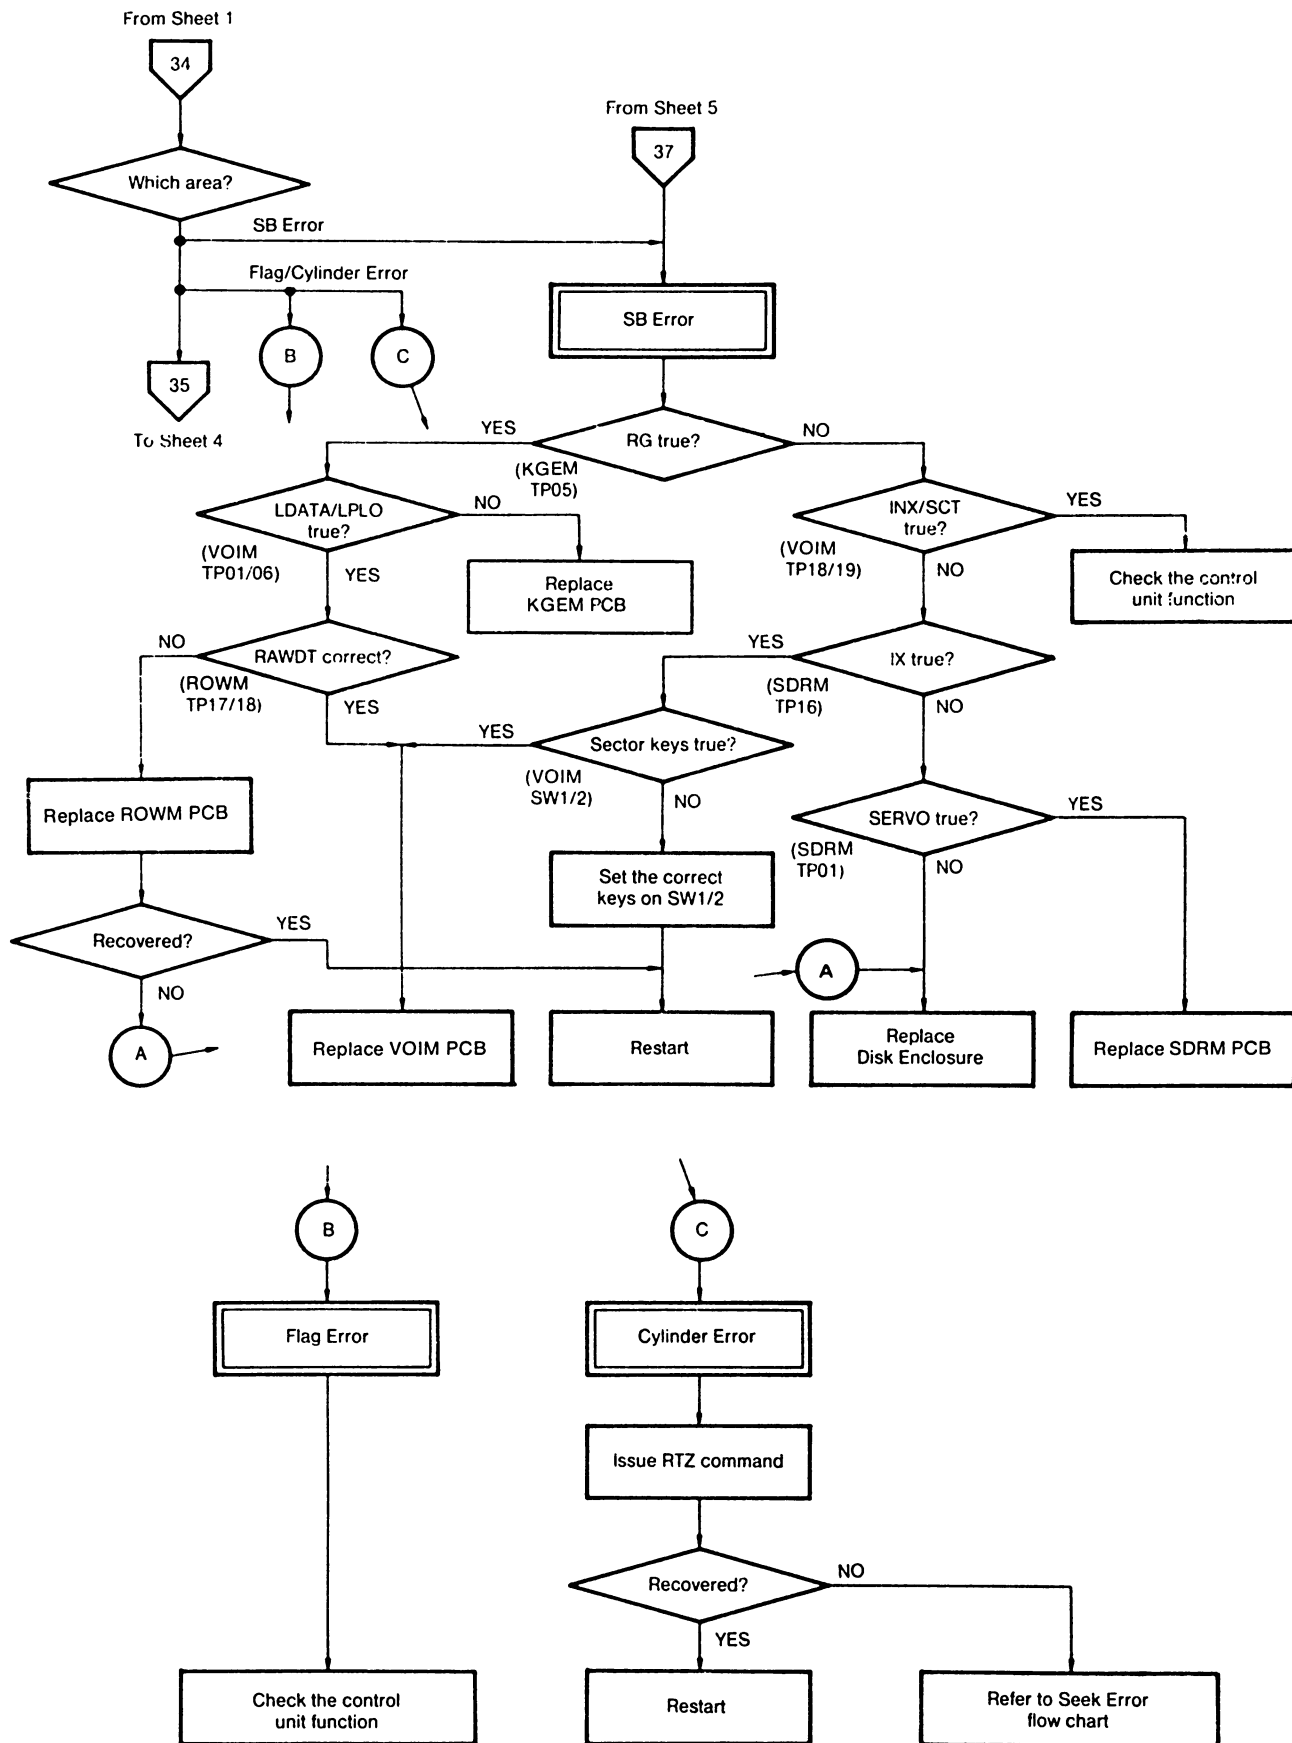 From Sheet 1
34
From Sheet 5
37
Which area?
SB Error
Flag/Cylinder Error
SB Error
B
C
35
To Sheet 4
YES
RG true?
NO
(KGEM
TP05)
LDATA/LPLO
true?
NO
(VOIM
TP01/06)
YES
INX/SCT
true?
YES
(VOIM
TP18/19)
NO
Replace
KGEM PCB
Check the control
unit function
NO
RAWDT correct?
(ROWM
TP17/18)
YES
YES
IX true?
(SDRM
TP16)
NO
YES
Sector keys true?
(VOIM
SW1/2)
NO
Replace ROWM PCB
SERVO true?
YES
(SDRM
TP01)
NO
Set the correct
keys on SW1/2
Recovered?
YES
NO
A
A
Replace VOIM PCB
Restart
Replace
Disk Enclosure
Replace SDRM PCB
B
C
Flag Error
Cylinder Error
Issue RTZ command
Recovered?
NO
YES
Check the control
unit function
Restart
Refer to Seek Error
flow chart